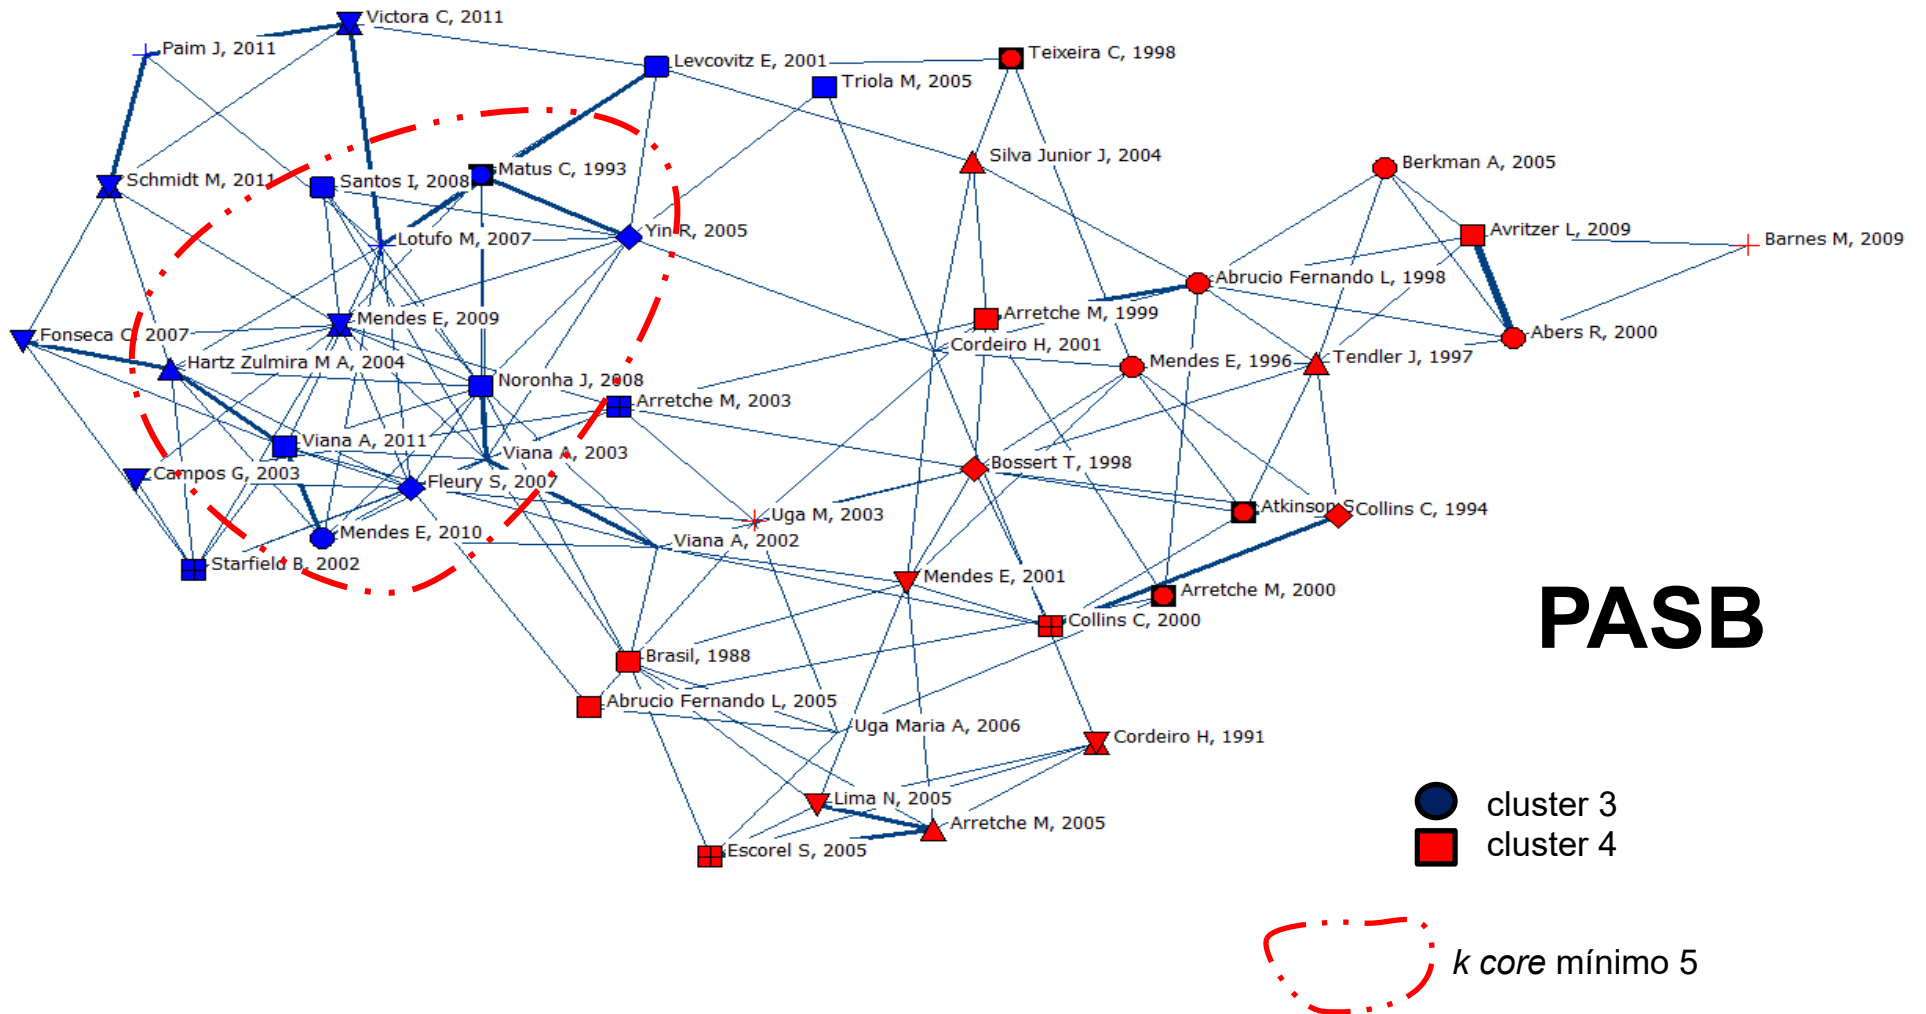 Victora C, 2011
Paim J, 2011
Levcovitz E, 2001
Teixeira C, 1998
Triola M, 2005
Silva Junior J, 2004
Berkman A, 2005
Matus C, 1993
Schmidt M, 2011
Santos I, 2008
Lotufo M, 2007
Yin R, 2005
Avritzer L, 2009
Barnes M, 2009
Abrucio Fernando L, 1998
Mendes E, 2009
Arretche M, 1999
Fonseca C, 2007
Abers R, 2000
Cordeiro H, 2001
Hartz Zulmira M A, 2004
Mendes E, 1996
Tendler J, 1997
Noronha J, 2008
Arretche M, 2003
Viana A, 2011
Viana A, 2003
Bossert T, 1998
Campos G, 2003
Fleury S, 2007
Atkinson S
Collins C, 1994
Uga M, 2003
Mendes E, 2010
Viana A, 2002
Starfield B, 2002
Mendes E, 2001
Arretche M, 2000
Collins C, 2000
PASB
Brasil, 1988
Abrucio Fernando L, 2005
Uga Maria A, 2006
Cordeiro H, 1991
Lima N, 2005
Arretche M, 2005
Escorel S, 2005
cluster 3
cluster 4
k core mínimo 5